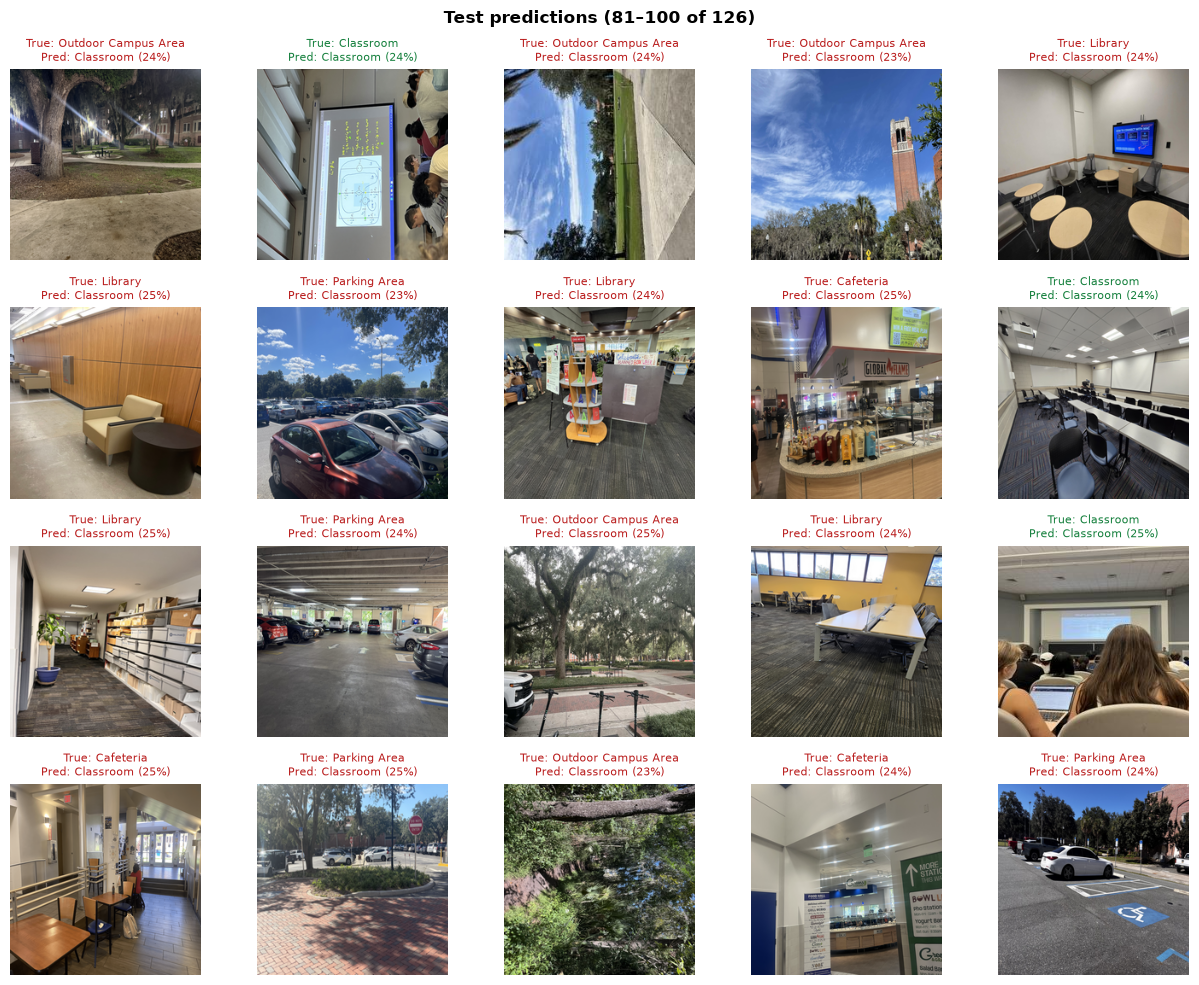 Test predictions (81–100 of 126)
True: Outdoor Campus Area
Pred: Classroom (24%)
True: Classroom
Pred: Classroom (24%)
True: Outdoor Campus Area
Pred: Classroom (24%)
True: Outdoor Campus Area
Pred: Classroom (23%)
True: Library
Pred: Classroom (24%)
True: Library
Pred: Classroom (25%)
True: Parking Area
Pred: Classroom (23%)
True: Library
Pred: Classroom (24%)
True: Cafeteria
Pred: Classroom (25%)
GLOBAL FLAME
True: Classroom
Pred: Classroom (24%)
True: Library
Pred: Classroom (25%)
True: Parking Area
Pred: Classroom (24%)
True: Outdoor Campus Area
Pred: Classroom (25%)
True: Library
Pred: Classroom (24%)
True: Classroom
Pred: Classroom (25%)
True: Cafeteria
Pred: Classroom (25%)
True: Parking Area
Pred: Classroom (25%)
True: Outdoor Campus Area
Pred: Classroom (23%)
True: Cafeteria
Pred: Classroom (24%)
MORE
True: Parking Area
Pred: Classroom (24%)